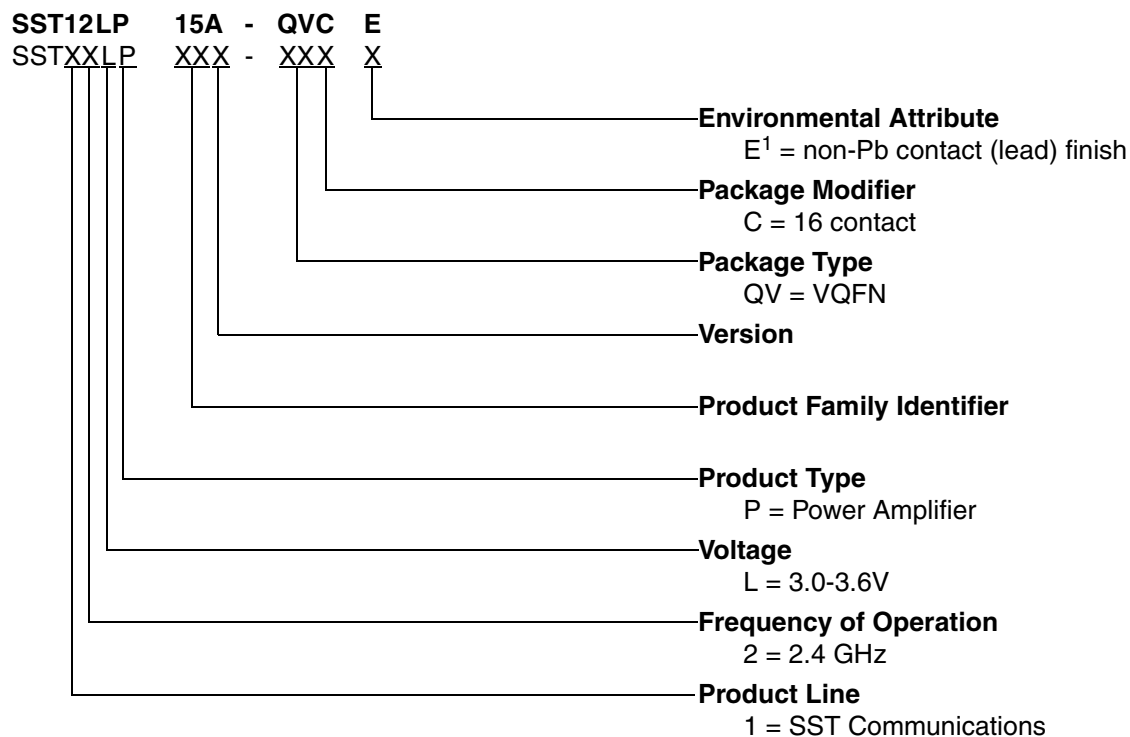 SST12LP 15A - QVC E
SSTXXLP XXX - XXX X
Environmental Attribute
E1 = non-Pb contact (lead) finish
Package Modifier
C = 16 contact
Package Type
QV = VQFN
Version
Product Family Identifier
Product Type
P = Power Amplifier
Voltage
L = 3.0-3.6V
Frequency of Operation
2 = 2.4 GHz
Product Line
1 = SST Communications